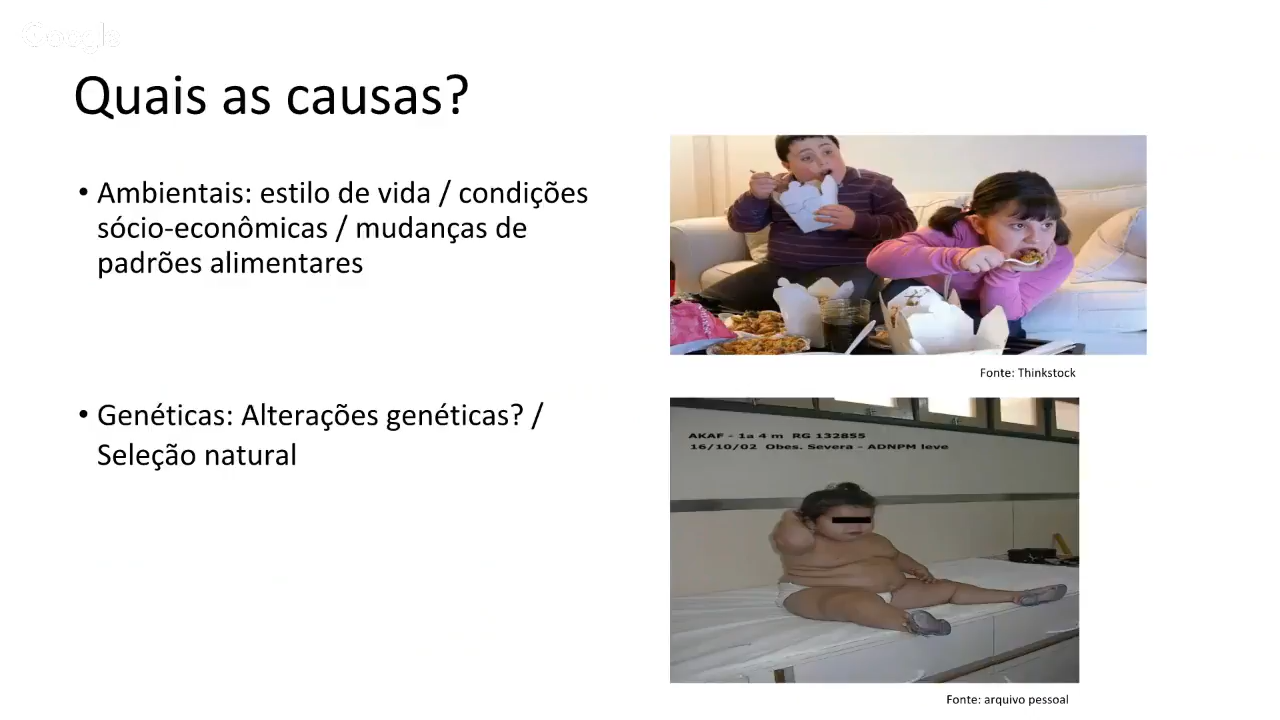 Google
Quais as causas?
• Ambientais: estilo de vida / condições
sócio-econômicas / mudanças de
padrões alimentares
Fonte: Thinkstock
• Genéticas: Alterações genéticas? /
Seleção natural
AKAF - 1a 4 m RG 132855
16/10/02 Obes. Severa - ADNPM leve
Fonte: arquivo pessoal